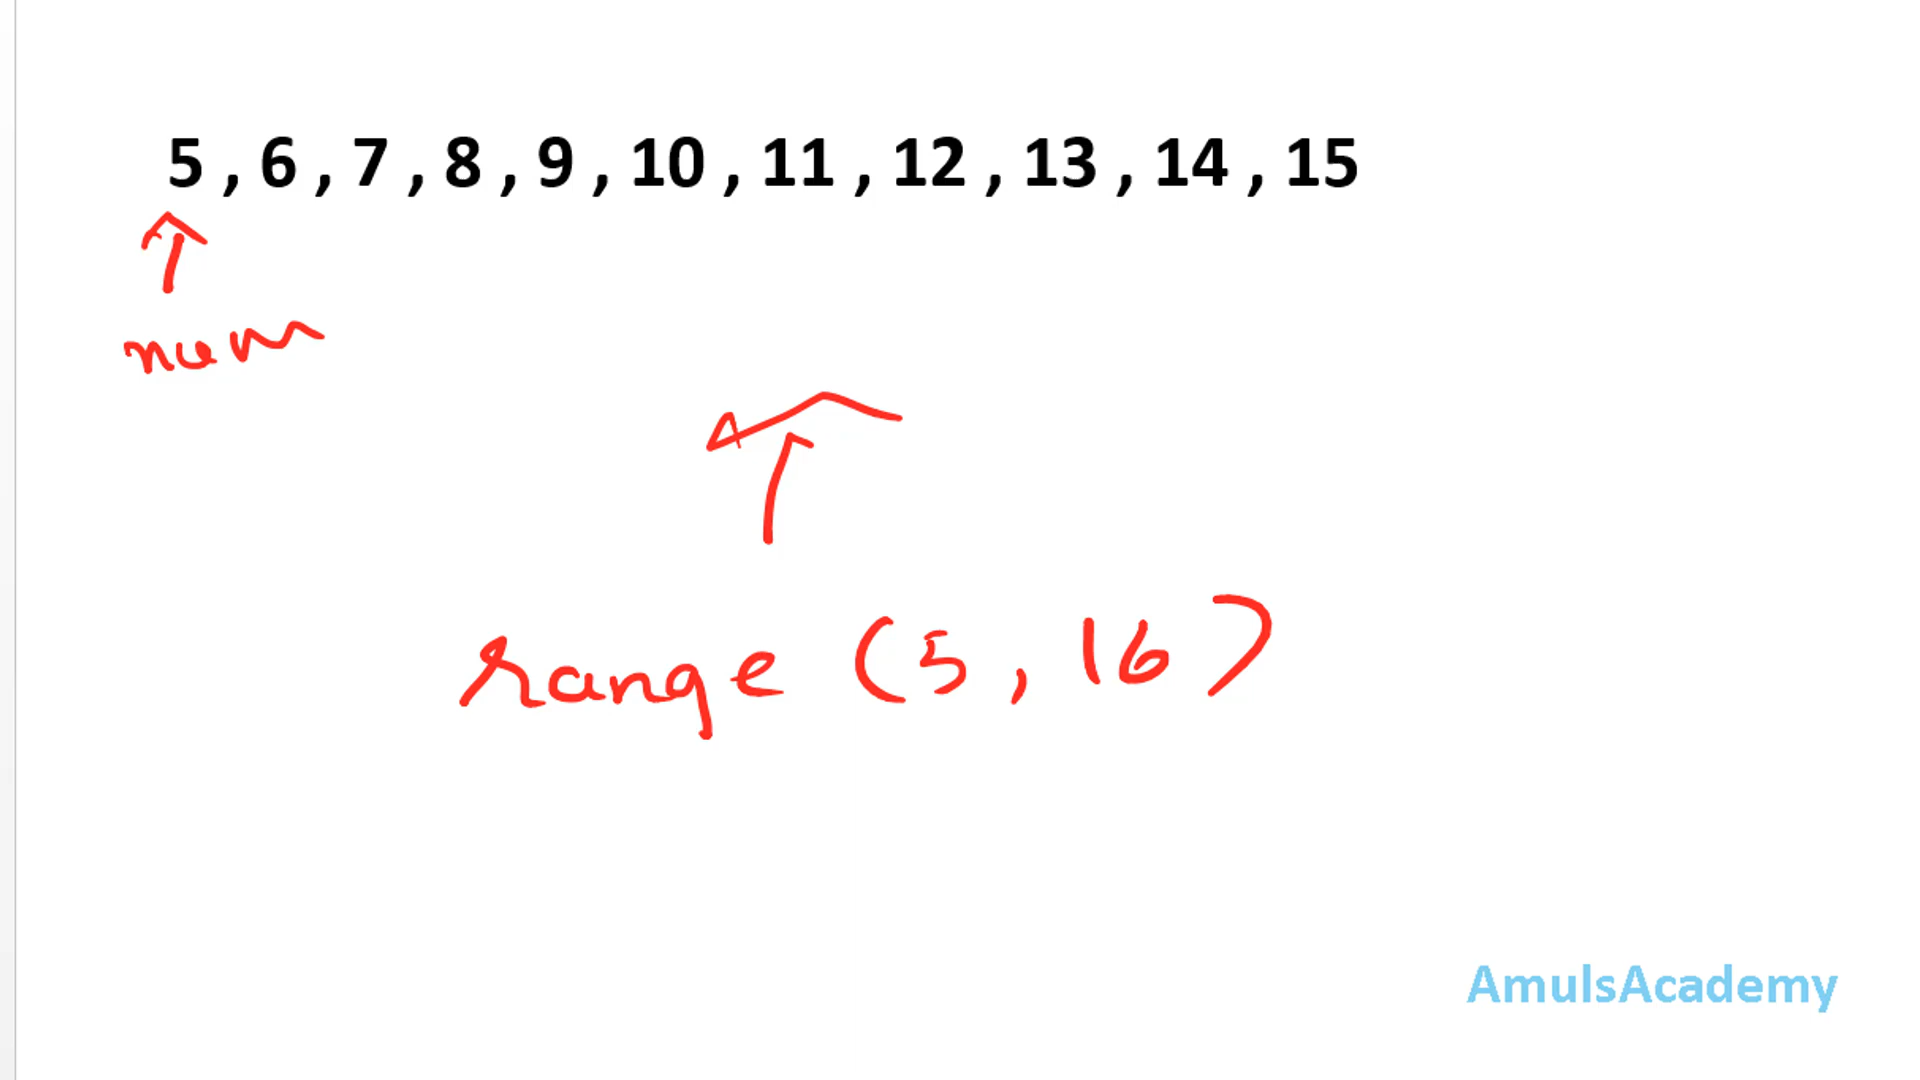 5 , 6 , 7 , 8 , 9 , 10 , 11 , 12 , 13 , 14 , 15
num
range (5, 16)
AmulsAcademy